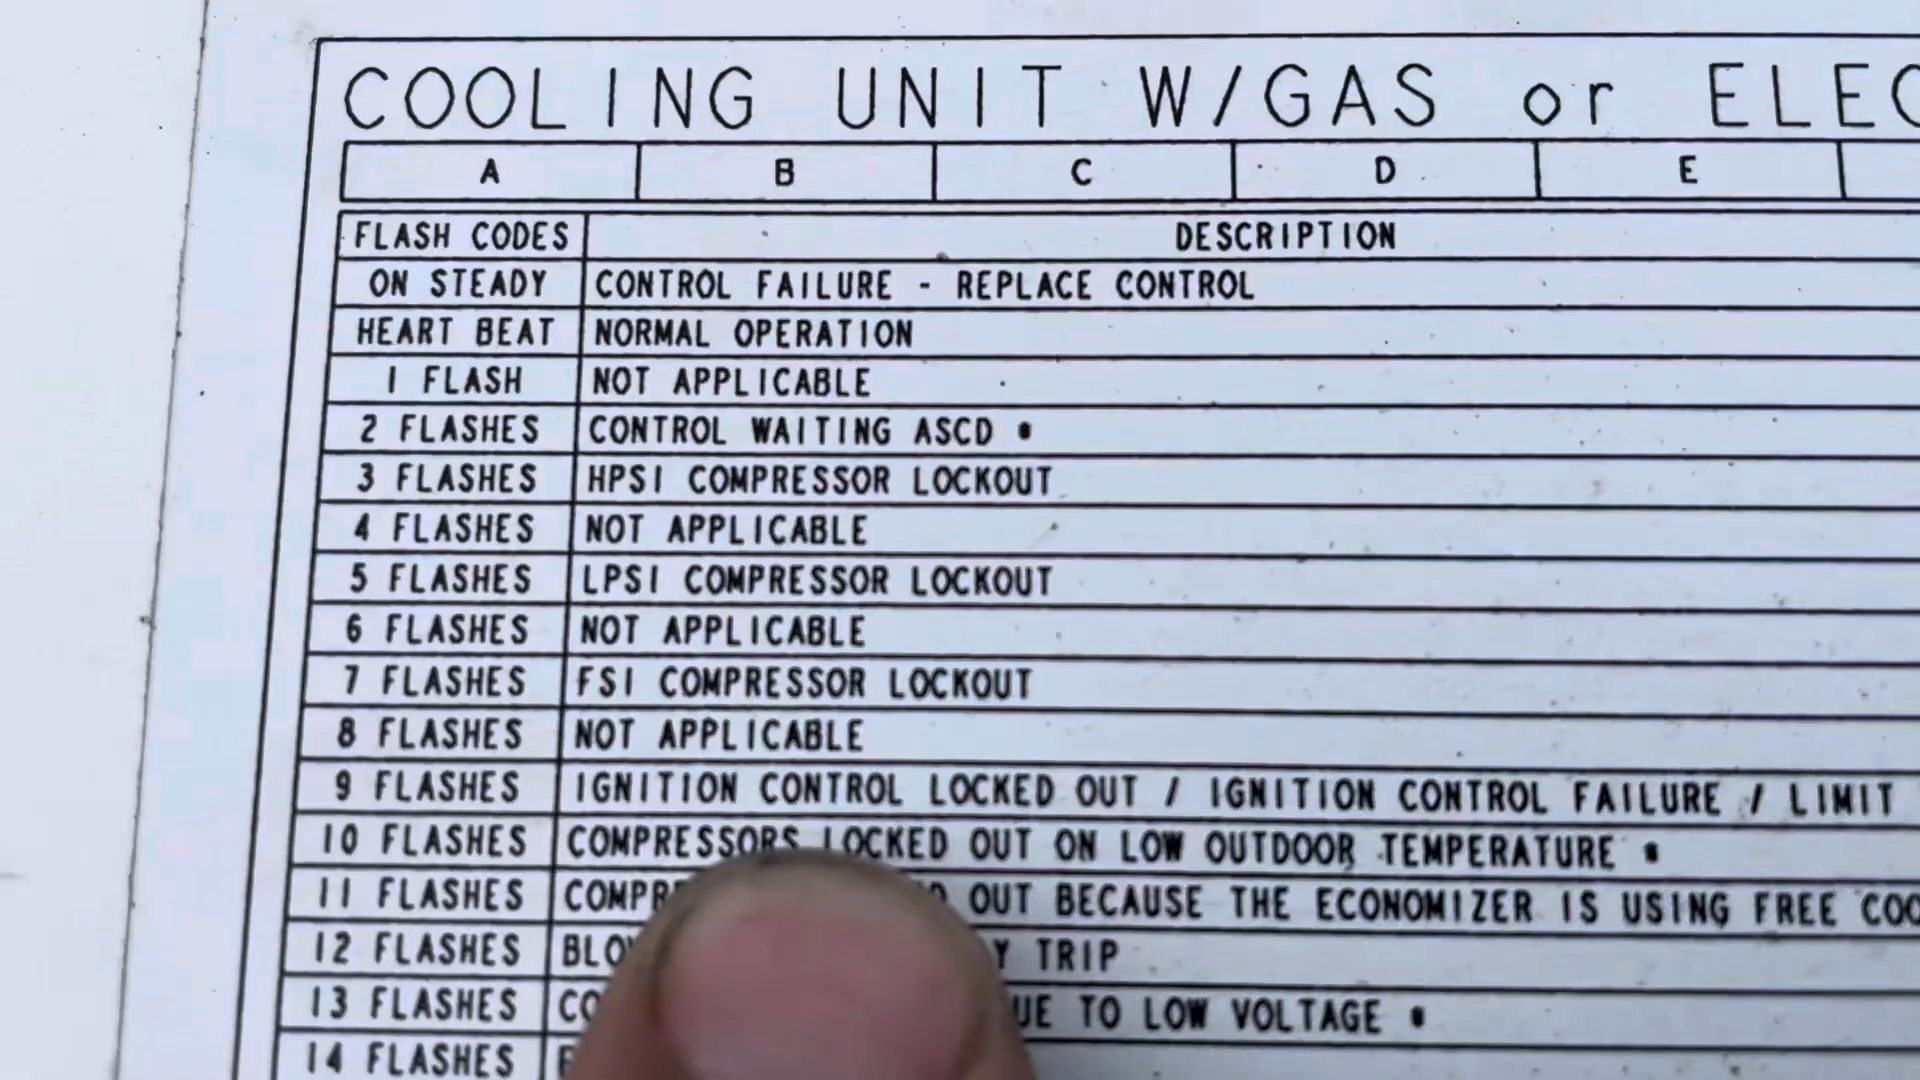 COOLING UNIT W/GAS or
A B C D E
FLASH CODES DESCRIPTION
ON STEADY CONTROL FAILURE - REPLACE CONTROL
HEART BEAT NORMAL OPERATION
1 FLASH NOT APPLICABLE
2 FLASHES CONTROL WAITING ASCD *
3 FLASHES HPS1 COMPRESSOR LOCKOUT
4 FLASHES NOT APPLICABLE
5 FLASHES LPS1 COMPRESSOR LOCKOUT
6 FLASHES NOT APPLICABLE
7 FLASHES FS1 COMPRESSOR LOCKOUT
8 FLASHES NOT APPLICABLE
9 FLASHES IGNITION CONTROL LOCKED OUT / IGNITION CONTROL FAILURE / LIMIT
10 FLASHES COMPRESSORS LOCKED OUT ON LOW OUTDOOR TEMPERATURE *
11 FLASHES OUT BECAUSE THE ECONOMIZER IS USING FREE
12 FLASHES TRIP
13 FLASHES TO LOW VOLTAGE *
14 FLASHES